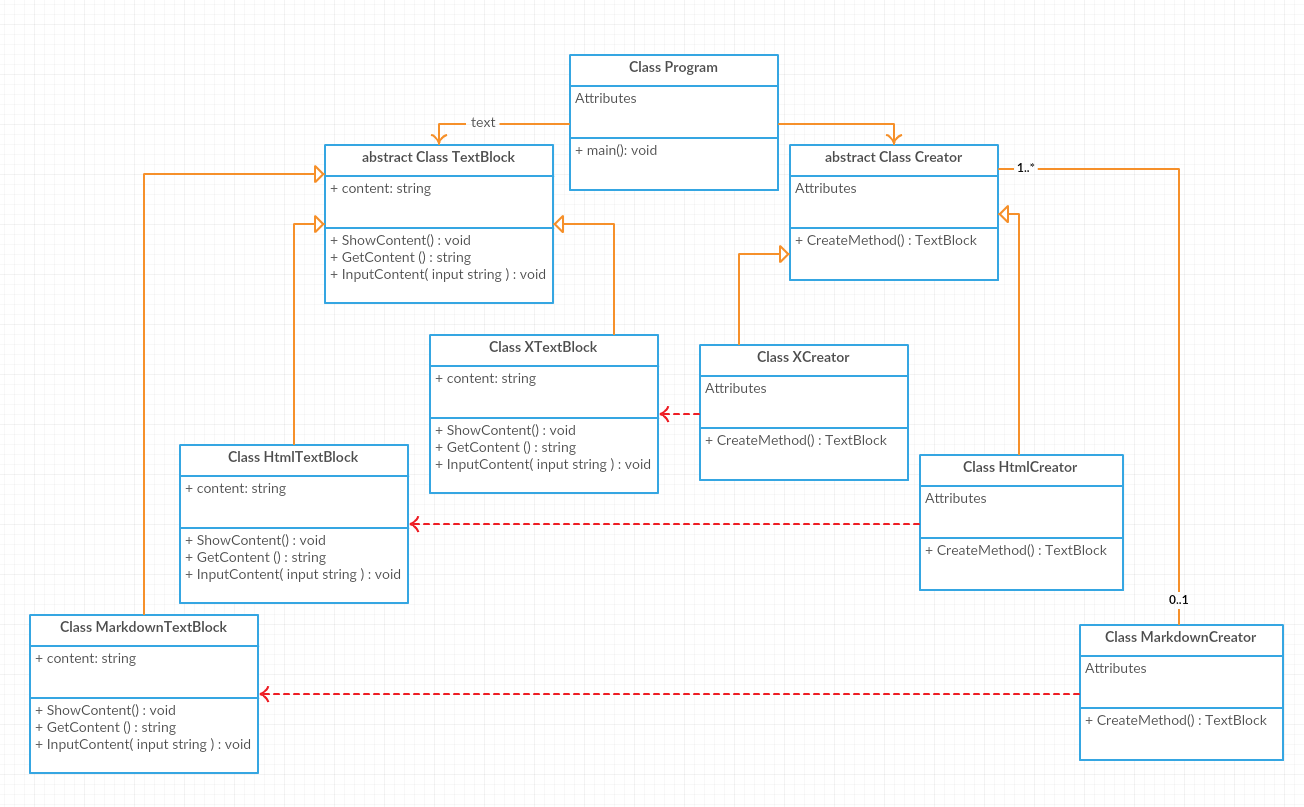 Class Program
Attributes
+ main(): void
text
abstract Class TextBlock
+ content: string
+ ShowContent() : void
+ GetContent () : string
+ InputContent( input string ) : void
abstract Class Creator
Attributes
+ CreateMethod() : TextBlock
1..*
Class XTextBlock
+ content: string
+ ShowContent() : void
+ GetContent () : string
+ InputContent( input string ) : void
Class XCreator
Attributes
+ CreateMethod() : TextBlock
Class HtmlTextBlock
+ content: string
+ ShowContent() : void
+ GetContent () : string
+ InputContent( input string ) : void
Class HtmlCreator
Attributes
+ CreateMethod() : TextBlock
0..1
Class MarkdownTextBlock
+ content: string
+ ShowContent() : void
+ GetContent () : string
+ InputContent( input string ) : void
Class MarkdownCreator
Attributes
+ CreateMethod() : TextBlock